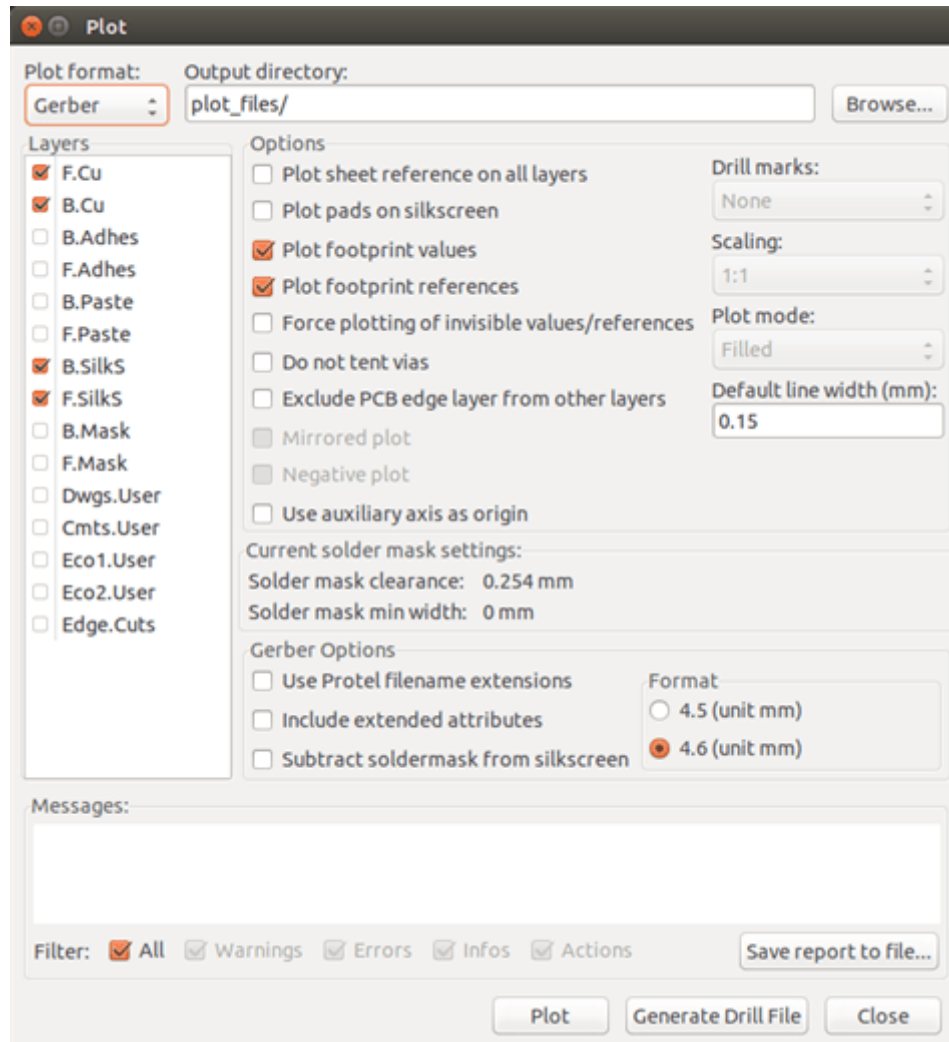 Plot
Plot format:
Output directory:
Gerber
plot_files/
Browse...
Layers
F.Cu
B.Cu
B.Adhes
F.Adhes
B.Paste
F.Paste
B.SilkS
F.SilkS
B.Mask
F.Mask
Dwgs.User
Cmts.User
Eco1.User
Eco2.User
Edge.Cuts
Options
Plot sheet reference on all layers
Plot pads on silkscreen
Plot footprint values
Plot footprint references
Force plotting of invisible values/references
Do not tent vias
Exclude PCB edge layer from other layers
Mirrored plot
Negative plot
Use auxiliary axis as origin
Drill marks:
None
Scaling:
1:1
Plot mode:
Filled
Default line width (mm):
0.15
Current solder mask settings:
Solder mask clearance: 0.254 mm
Solder mask min width: 0 mm
Gerber Options
Use Protel filename extensions
Include extended attributes
Subtract soldermask from silkscreen
Format
4.5 (unit mm)
4.6 (unit mm)
Messages:
Filter: All Warnings Errors Infos Actions
Save report to file...
Plot
Generate Drill File
Close